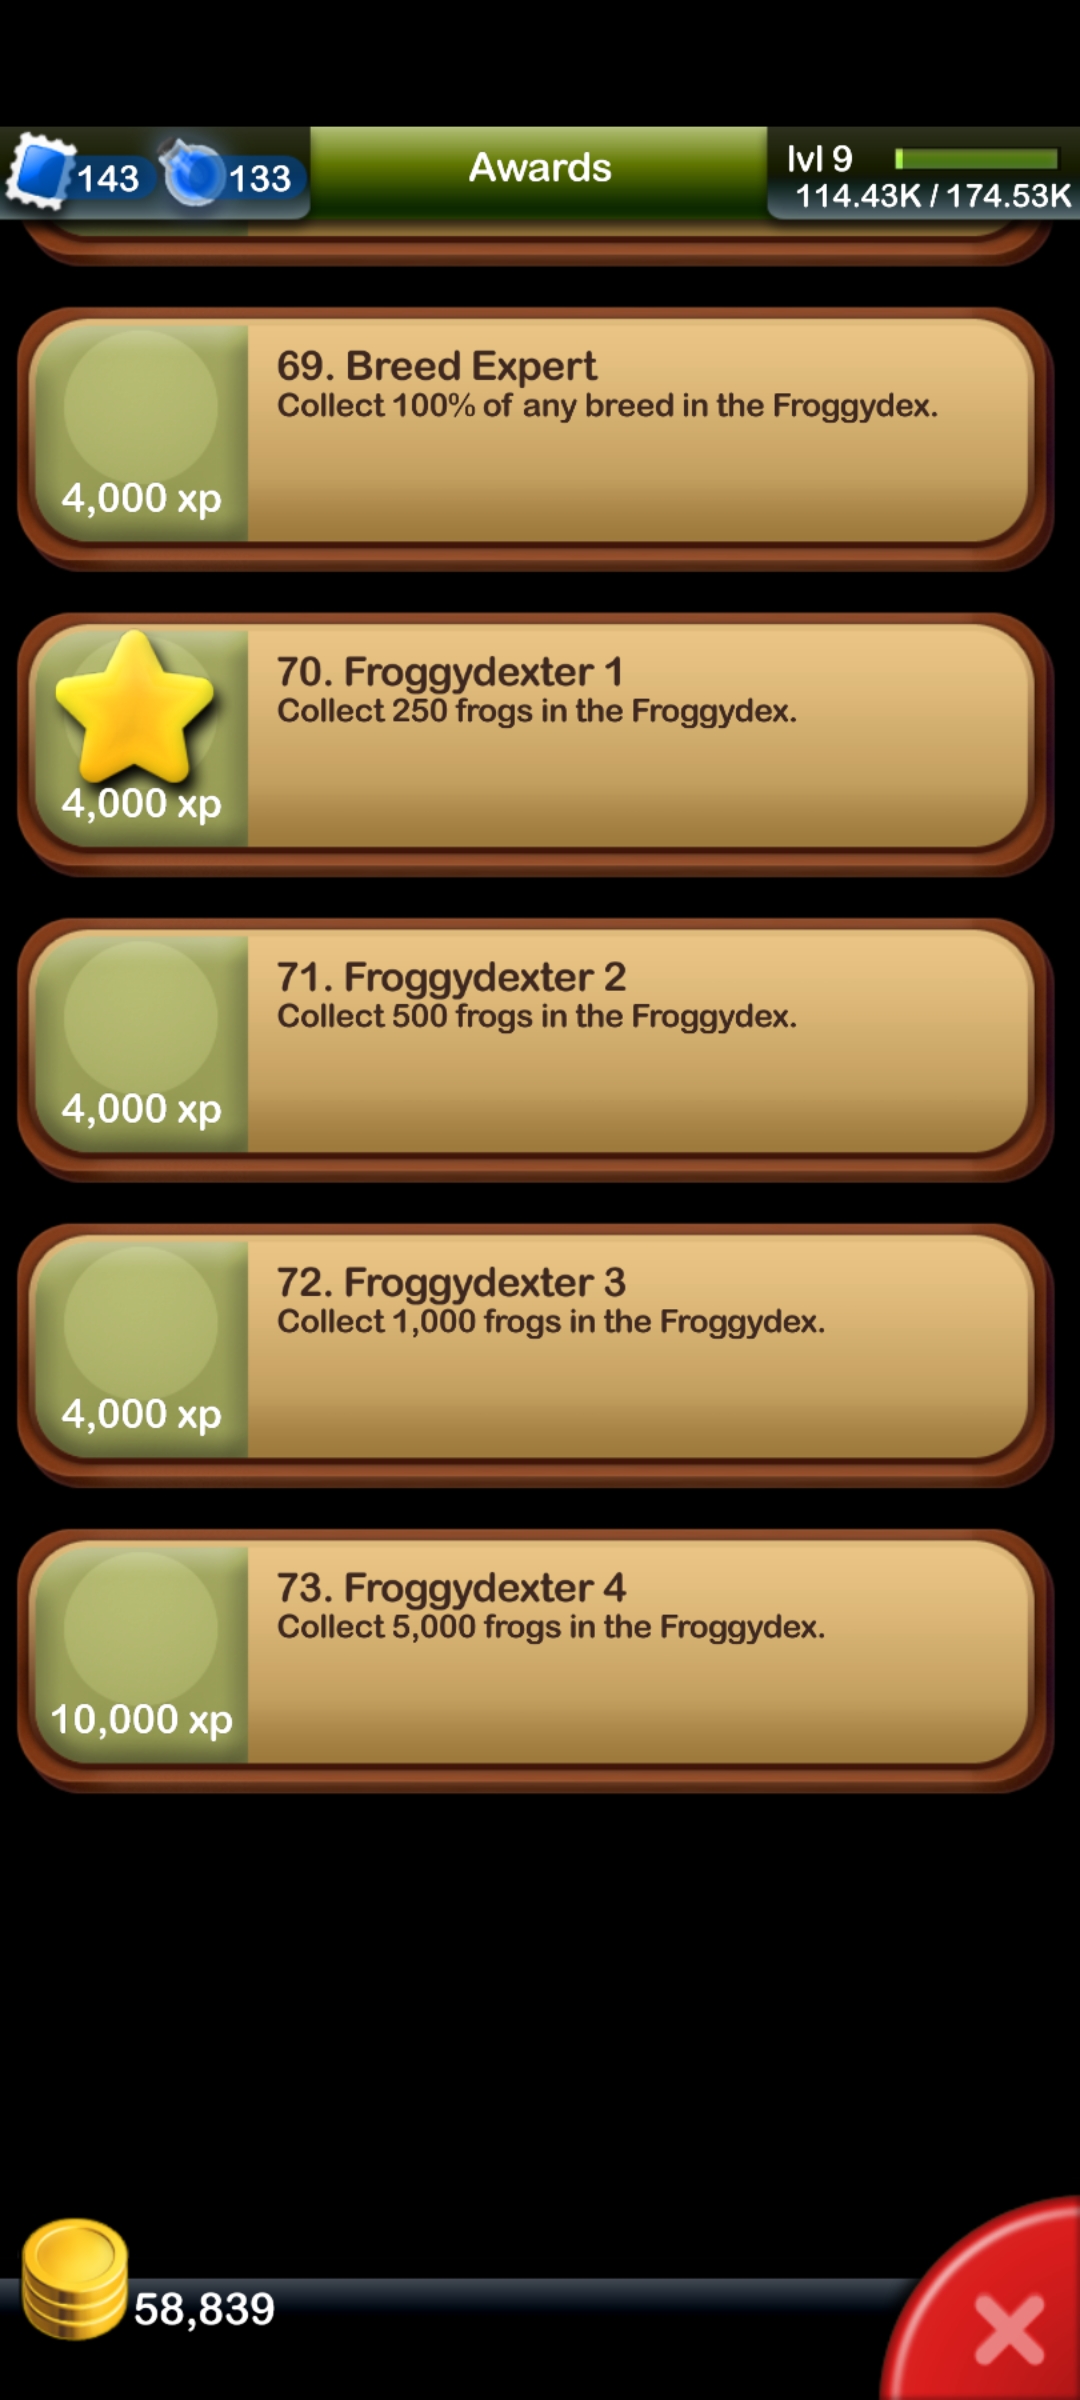 143
133
Awards
lvl 9
114.43K / 174.53K
69. Breed Expert
Collect 100% of any breed in the Froggydex.
4,000 xp
70. Froggydexter 1
Collect 250 frogs in the Froggydex.
4,000 xp
71. Froggydexter 2
Collect 500 frogs in the Froggydex.
4,000 xp
72. Froggydexter 3
Collect 1,000 frogs in the Froggydex.
4,000 xp
73. Froggydexter 4
Collect 5,000 frogs in the Froggydex.
10,000 xp
58,839